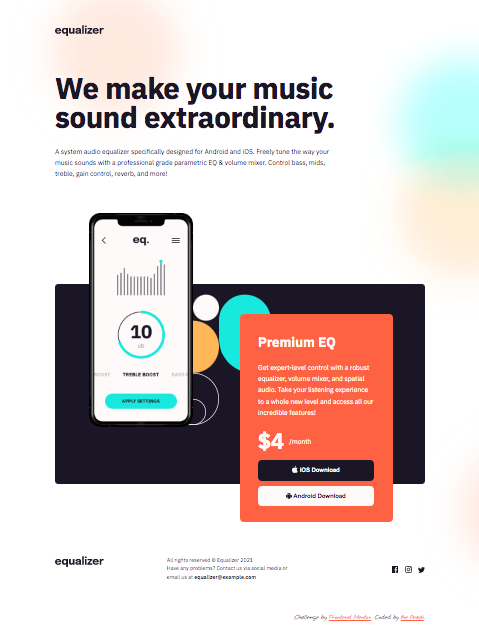 equalizer
We make your music
sound extraordinary.
A system audio equalizer specifically designed for Android and iOS. Freely tune the way your
music sounds with a professional grade parametric EQ & volume mixer. Control bass, mids,
treble, gain control, reverb, and more!
eq.
10
dB
BOOST TREBLE BOOST BASS
APPLY SETTINGS
Premium EQ
Get expert-level control with a robust
equalizer, volume mixer, and spatial
audio. Take your listening experience
to a whole new level and access all our
incredible features!
$4 /month
iOS Download
Android Download
equalizer
All rights reserved © Equalizer 2021
Have any problems? Contact us via social media or
email us at equalizer@example.com
Challenge by Frontend Mentor. Coded by